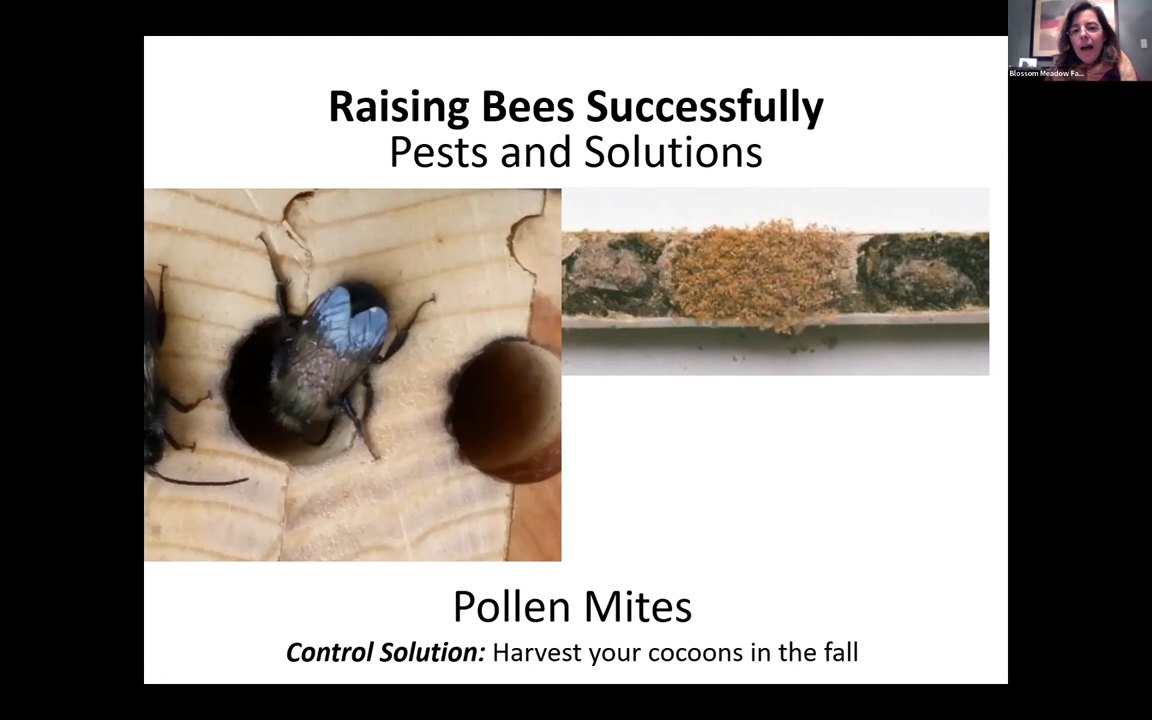 Blossom Meadow Fa...
Raising Bees Successfully
Pests and Solutions
Pollen Mites
Control Solution: Harvest your cocoons in the fall